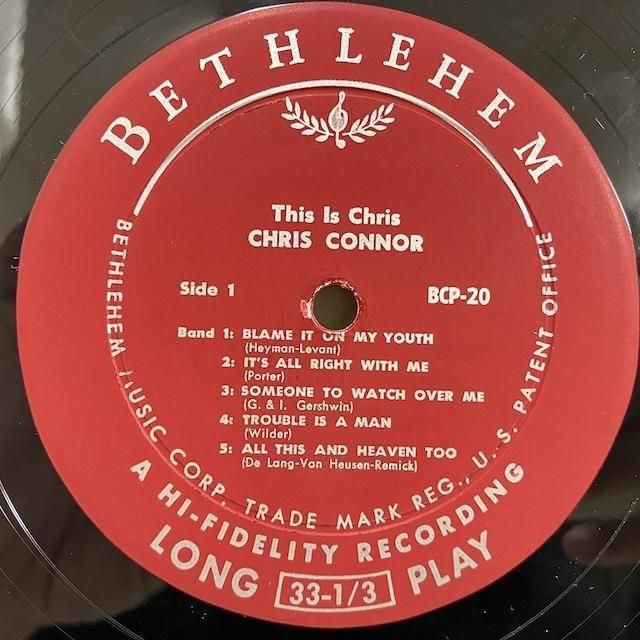 BETHLEHEM
This Is Chris
CHRIS CONNOR
Side 1
BCP-20
Band 1: BLAME IT ON MY YOUTH
(Heyman-Levant)
2: IT'S ALL RIGHT WITH ME
(Porter)
3: SOMEONE TO WATCH OVER ME
(G. & I. Gershwin)
4: TROUBLE IS A MAN
(Wilder)
5: ALL THIS AND HEAVEN TOO
(De Lang-Van Heusen-Remick)
BETHLEHEM MUSIC CORP. TRADE MARK REG., U. S. PATENT OFFICE
A HI-FIDELITY RECORDING
LONG 33-1/3 PLAY